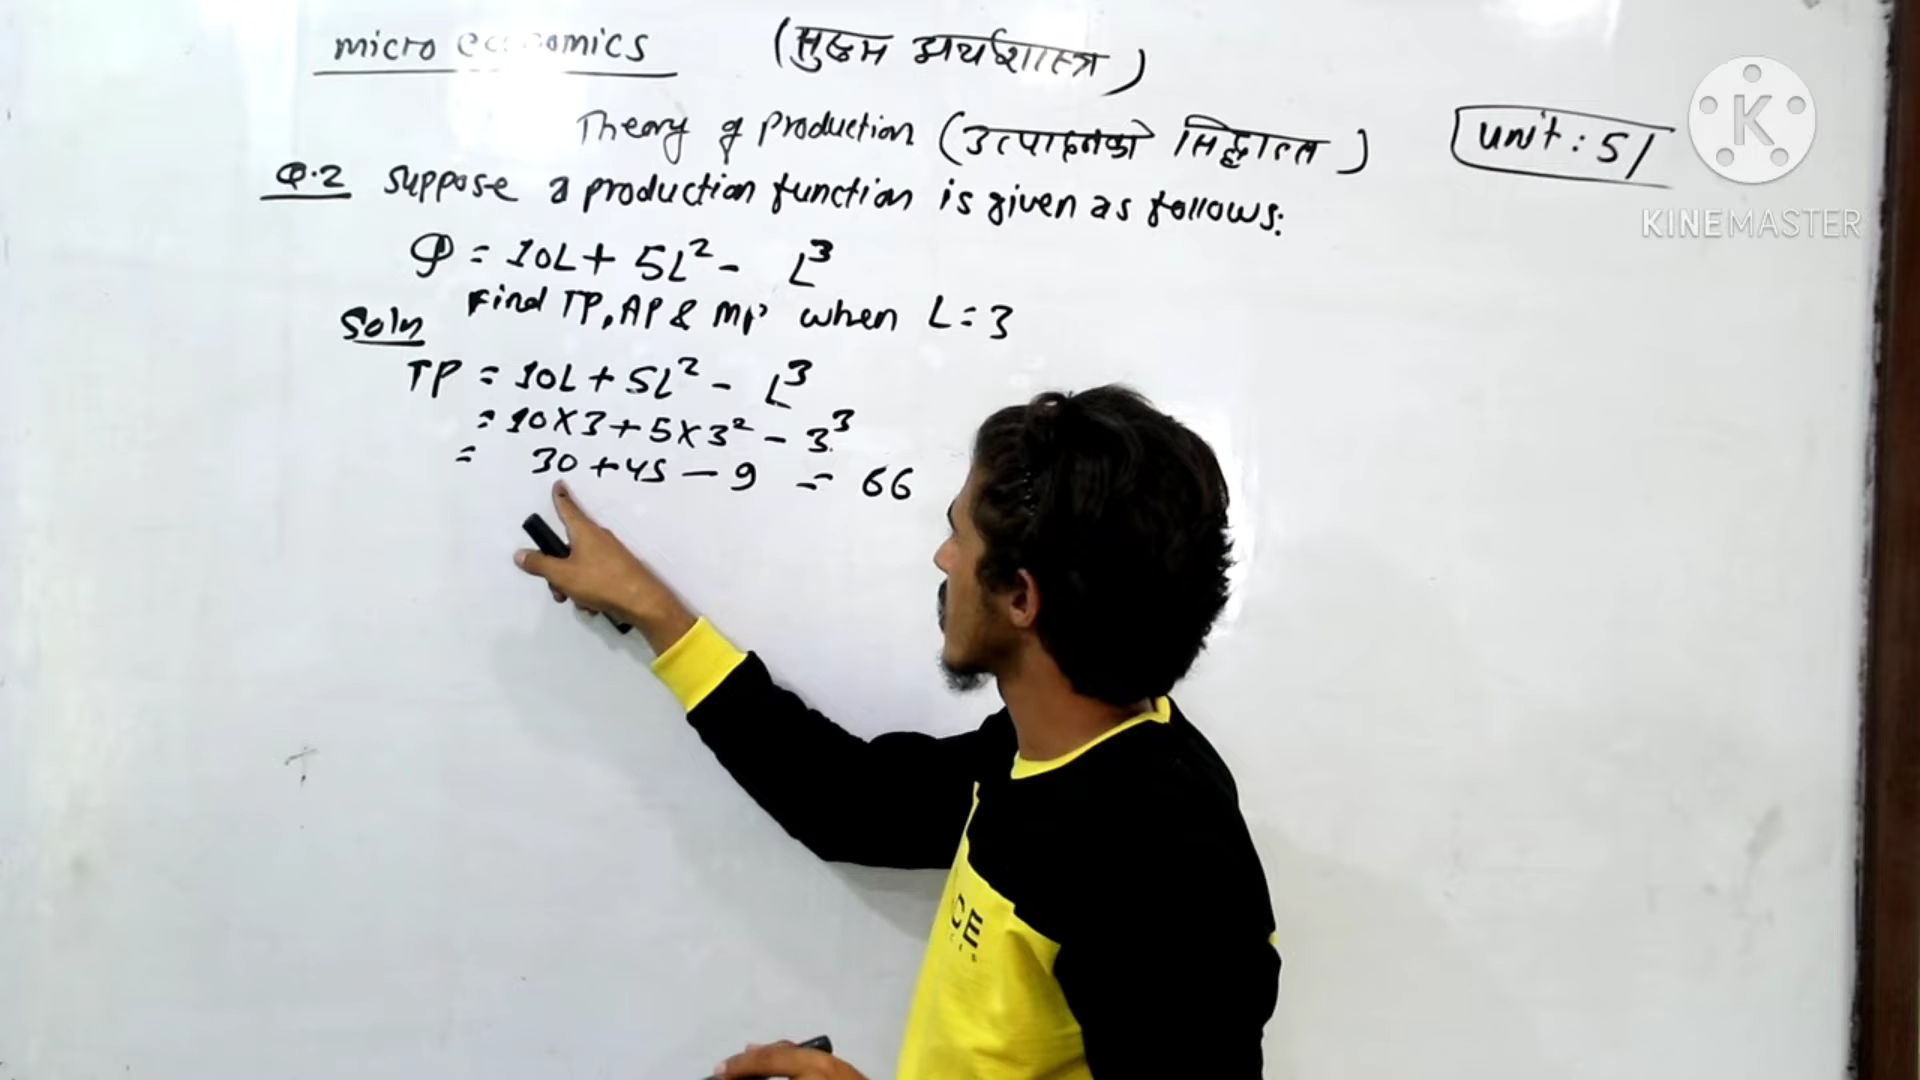 micro economics (सुक्ष्म अर्थशास्त्र)
Theory of production (उत्पादनको सिद्धान्त) unit: 5/
Q.2 suppose a production function is given as follows:
Q = 10L + 5L² - L³
Find TP, AP & MP when L = 3
Soln
TP = 10L + 5L² - L³
= 10 × 3 + 5 × 3² - 3³
= 30 + 45 - 9 = 66
K
KINEMASTER
CE